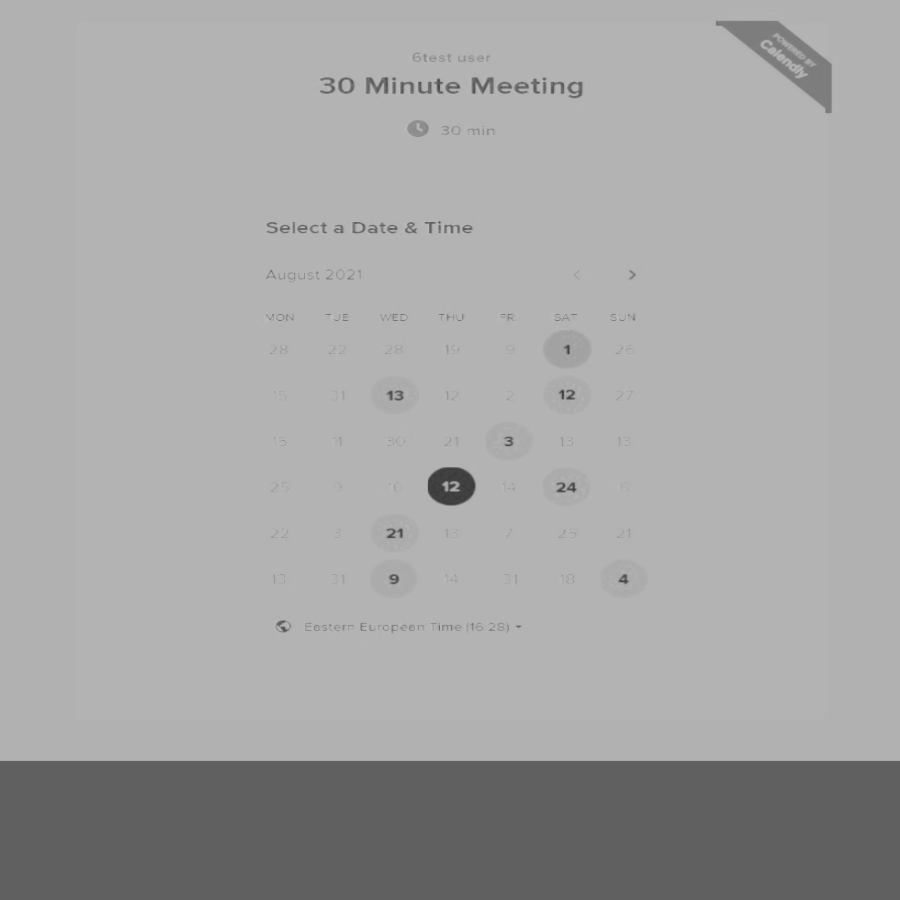 POWERED BY
Calendly
6test user
30 Minute Meeting
30 min
Select a Date & Time
August 2021
MON TUE WED THU FR SAT SUN
28 22 28 19 9 1 26
15 31 13 12 2 12 27
11 30 21 3 13 13
25 9 10 12 14 24
22 3 21 13 7 25 21
13 31 9 14 31 18 4
Eastern European Time (16:28)